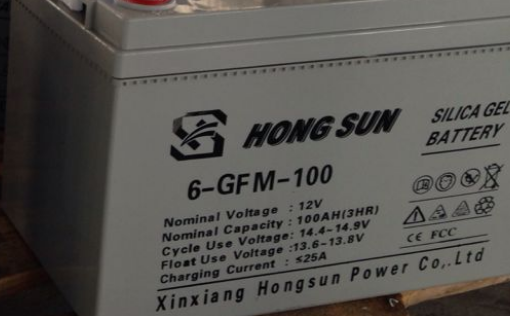 HONG SUN
SILICA GEL
BATTERY
6-GFM-100
Nominal Voltage : 12V
Nominal Capacity : 100AH(3HR)
Cycle Use Voltage: 14.4-14.9V
Float Use Voltage :13.6-13.8V
Charging Current : ≤25A
CE FCC
Xinxiang Hongsun Power Co,.Ltd